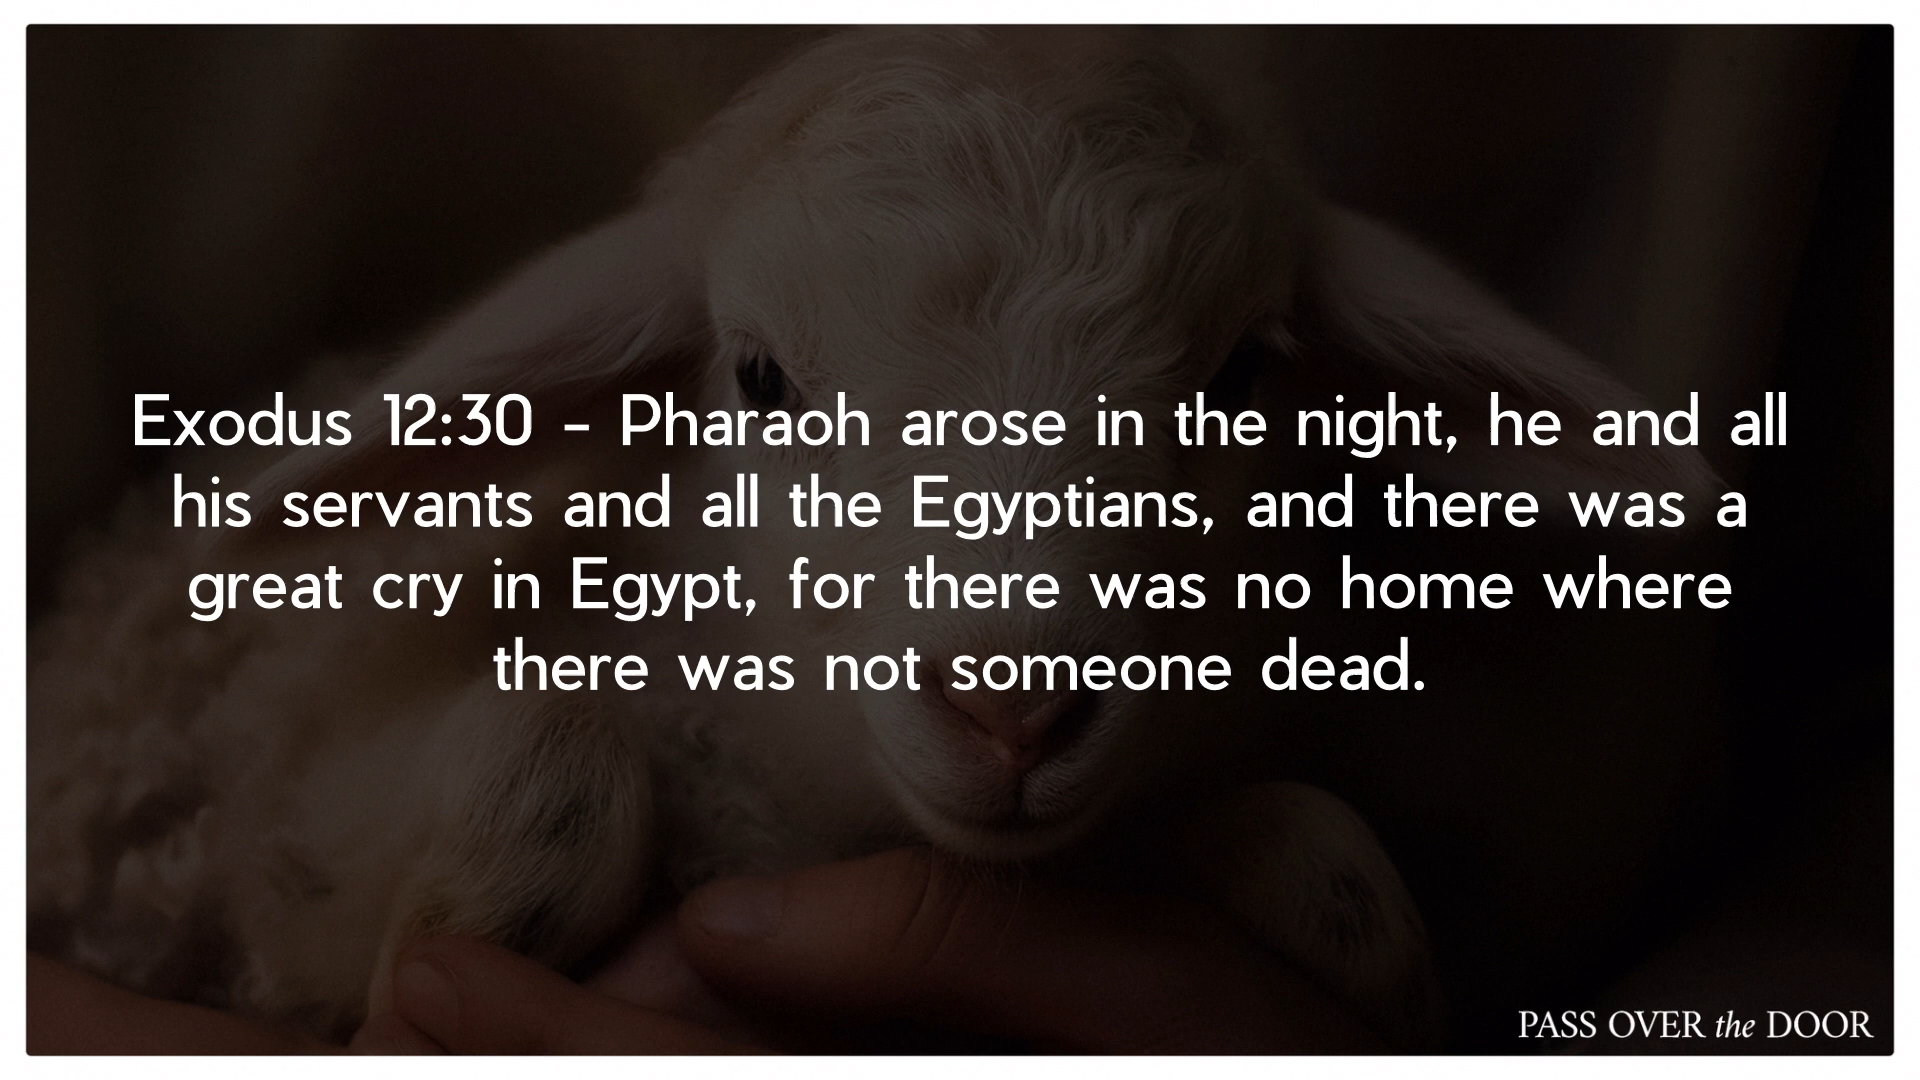 Exodus 12:30 - Pharaoh arose in the night, he and all
his servants and all the Egyptians, and there was a
great cry in Egypt, for there was no home where
there was not someone dead.
PASS OVER the DOOR